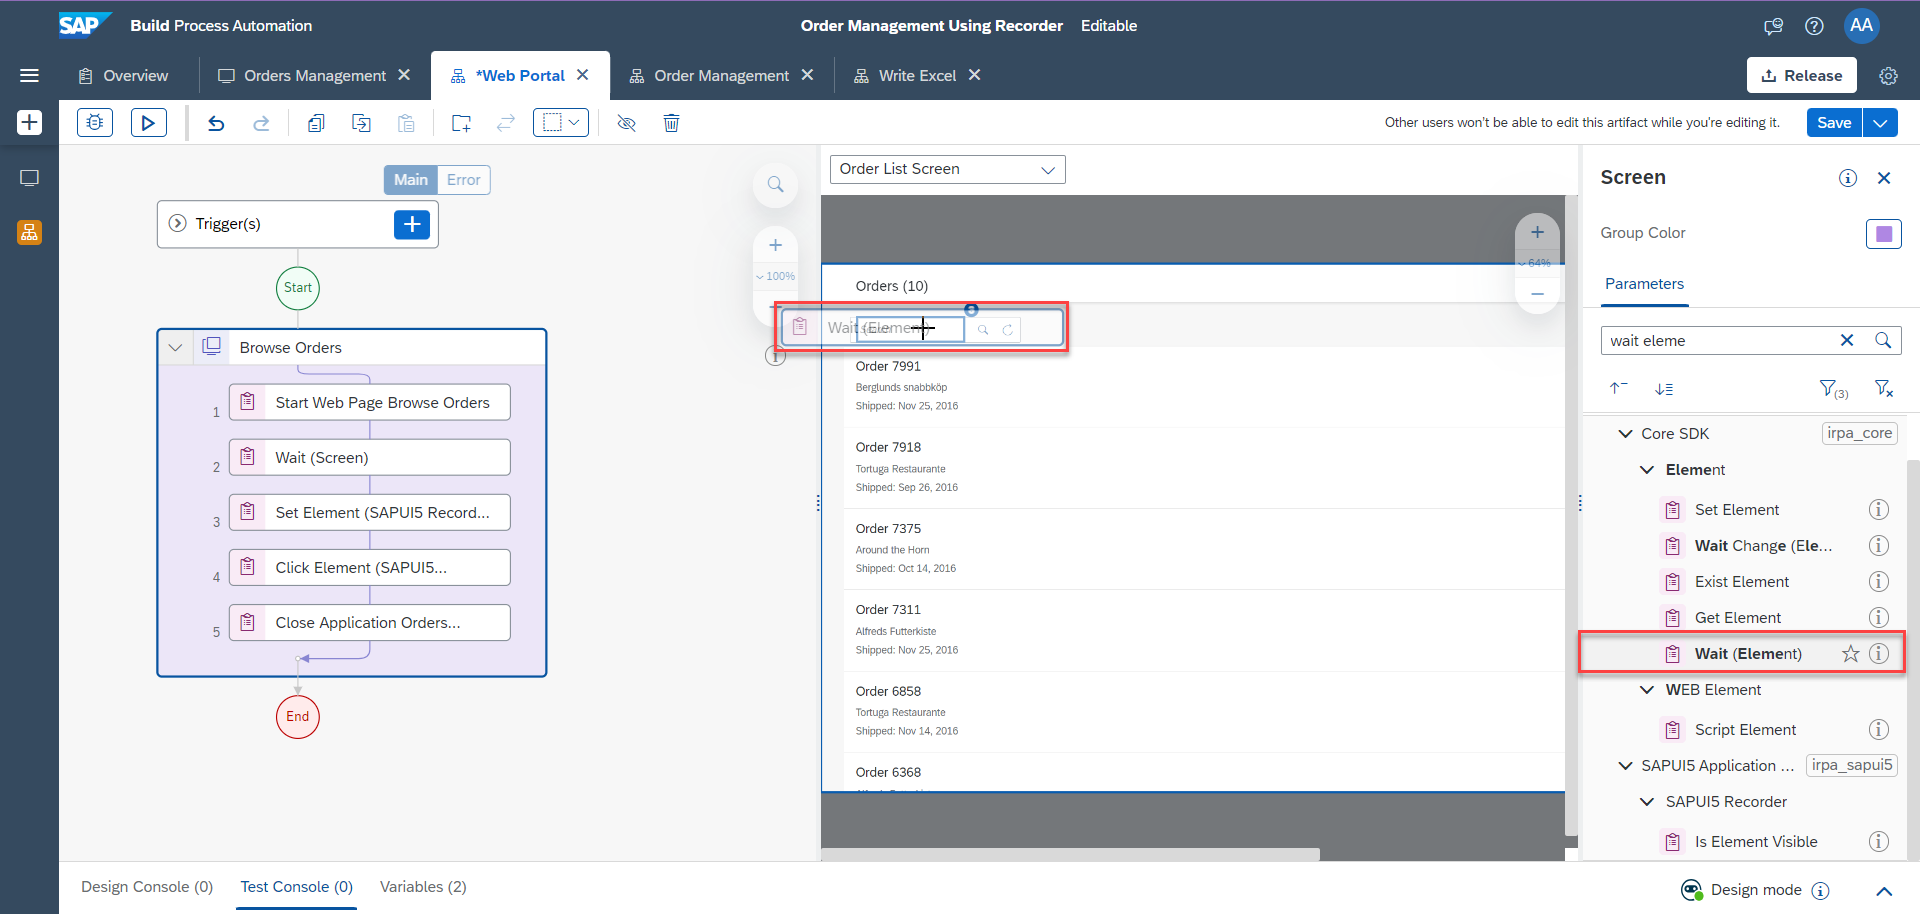 SAP Build Process Automation
Order Management Using Recorder Editable
AA
Overview
Orders Management
*Web Portal
Order Management
Write Excel
Release
Other users won't be able to edit this artifact while you're editing it.
Save
Main Error
Trigger(s)
Start
Browse Orders
1 Start Web Page Browse Orders
2 Wait (Screen)
3 Set Element (SAPUI5 Record...
4 Click Element (SAPUI5...
5 Close Application Orders...
End
100%
Order List Screen
64%
Orders (10)
Wait (Element)
Order 7991
Berglunds snabbköp
Shipped: Nov 25, 2016
Order 7918
Tortuga Restaurante
Shipped: Sep 26, 2016
Order 7375
Around the Horn
Shipped: Oct 14, 2016
Order 7311
Alfreds Futterkiste
Shipped: Nov 25, 2016
Order 6858
Tortuga Restaurante
Shipped: Nov 14, 2016
Order 6368
Screen
Group Color
Parameters
wait eleme
(3)
Core SDK irpa_core
Element
Set Element
Wait Change (Ele...
Exist Element
Get Element
Wait (Element)
WEB Element
Script Element
SAPUI5 Application ... irpa_sapui5
SAPUI5 Recorder
Is Element Visible
Design Console (0)
Test Console (0)
Variables (2)
Design mode